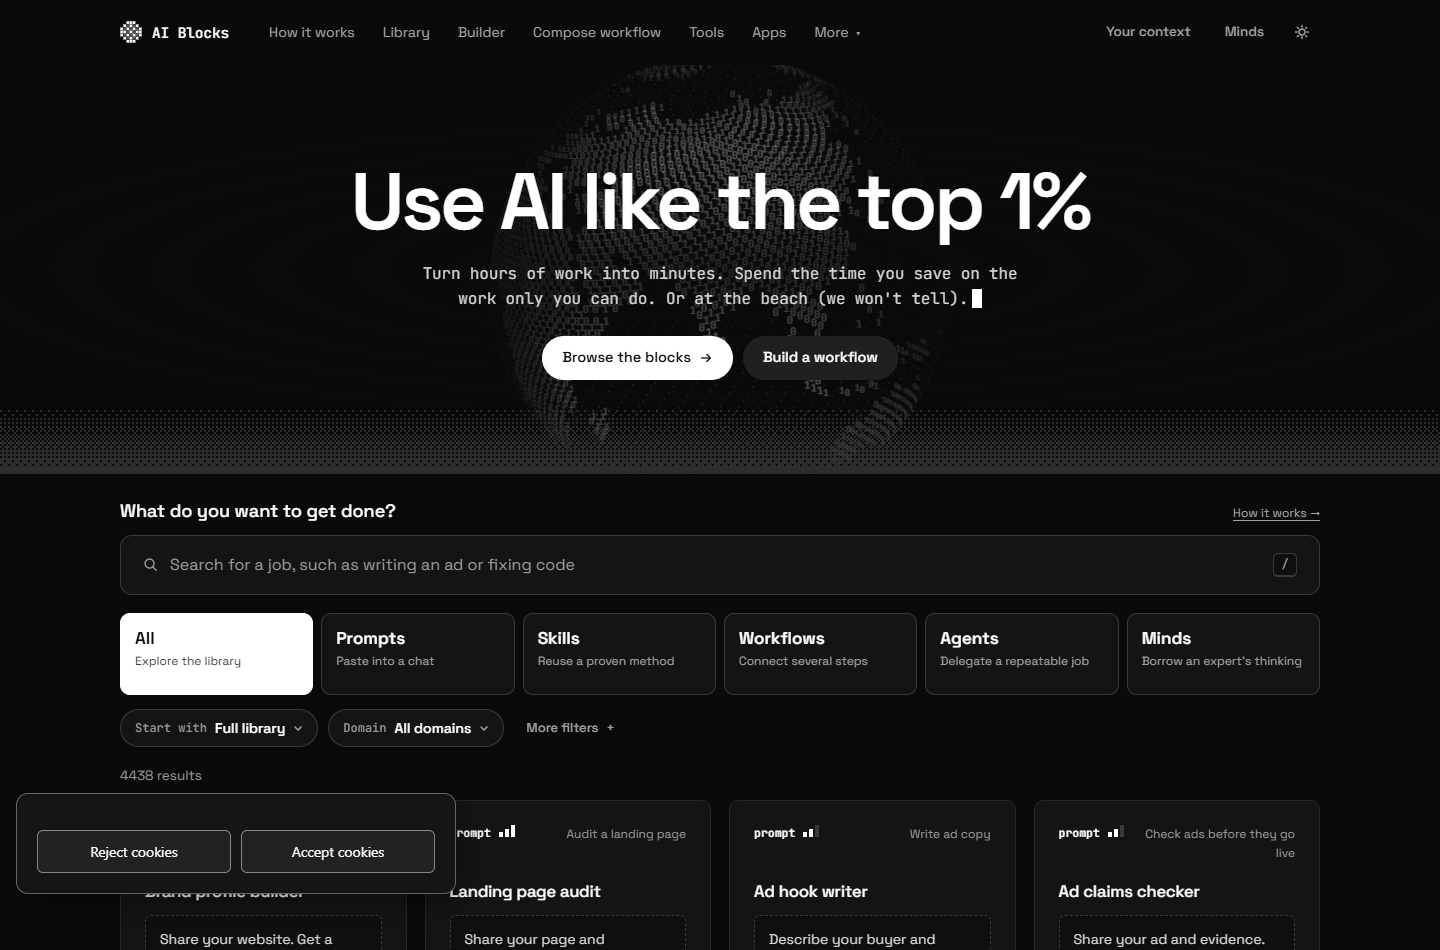 AI Blocks
How it works
Library
Builder
Compose workflow
Tools
Apps
More
Your context
Minds
Use AI like the top 1%
Turn hours of work into minutes. Spend the time you save on the
work only you can do. Or at the beach (we won't tell).
Browse the blocks →
Build a workflow
What do you want to get done?
How it works →
Search for a job, such as writing an ad or fixing code
/
All
Explore the library
Prompts
Paste into a chat
Skills
Reuse a proven method
Workflows
Connect several steps
Agents
Delegate a repeatable job
Minds
Borrow an expert's thinking
Start with Full library
Domain All domains
More filters +
4438 results
Reject cookies
Accept cookies
Brand profile builder
Share your website. Get a
Audit a landing page
Landing page audit
Share your page and
prompt
Write ad copy
Ad hook writer
Describe your buyer and
prompt
Check ads before they go
live
Ad claims checker
Share your ad and evidence.